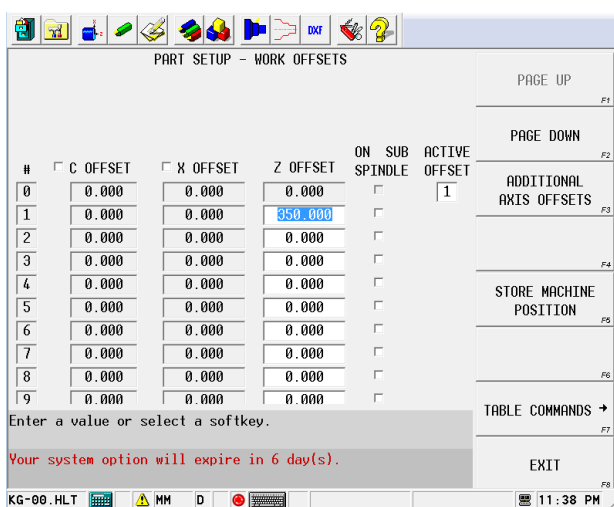 DXF
PART SETUP - WORK OFFSETS
PAGE UP
F1
PAGE DOWN
F2
ON SUB ACTIVE
# C OFFSET X OFFSET Z OFFSET SPINDLE OFFSET
0 0.000 0.000 0.000 1
1 0.000 0.000 350.000
2 0.000 0.000 0.000
3 0.000 0.000 0.000
4 0.000 0.000 0.000
5 0.000 0.000 0.000
6 0.000 0.000 0.000
7 0.000 0.000 0.000
8 0.000 0.000 0.000
9 0.000 0.000 0.000
ADDITIONAL
AXIS OFFSETS
F3
F4
STORE MACHINE
POSITION
F5
F6
TABLE COMMANDS →
F7
EXIT
F8
Enter a value or select a softkey.
Your system option will expire in 6 day(s).
KG-00.HLT MM D 11:38 PM